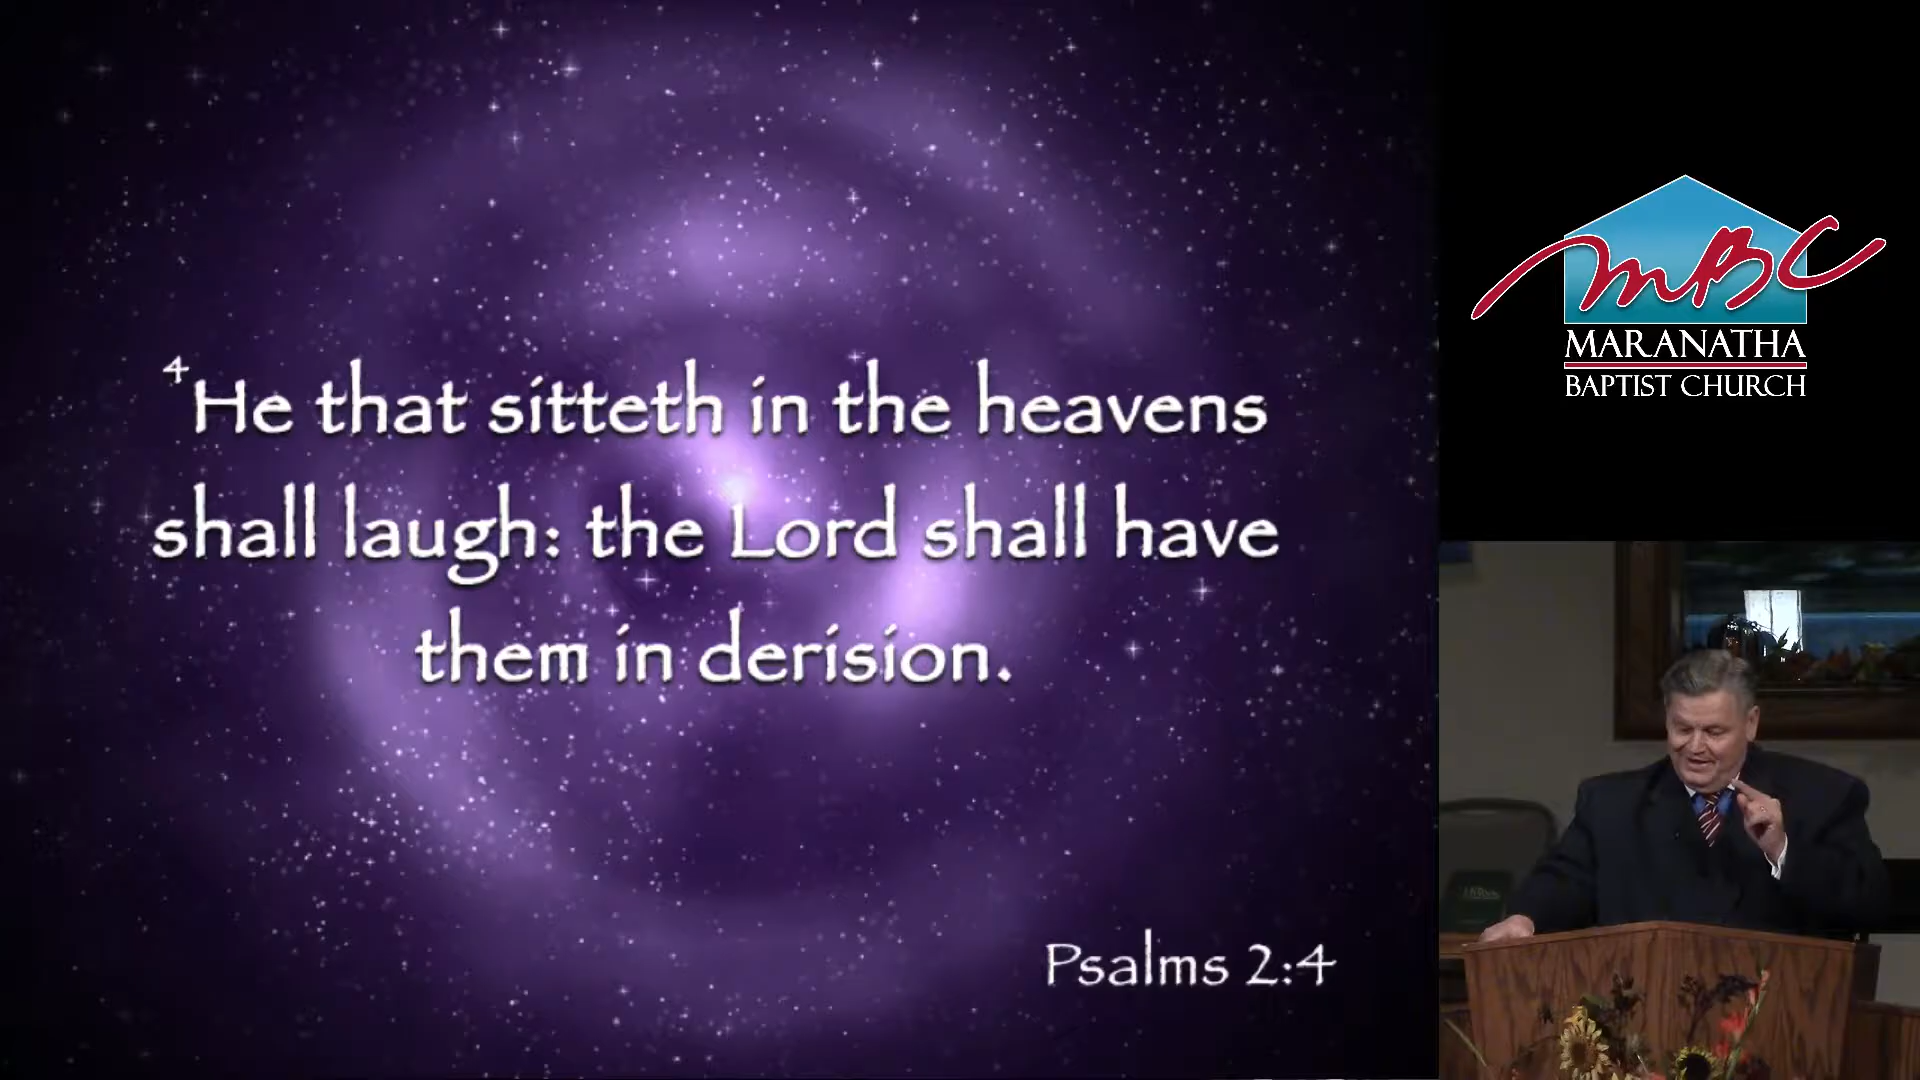 4 He that sitteth in the heavens
shall laugh: the Lord shall have
them in derision.
Psalms 2:4
MBC
MARANATHA
BAPTIST CHURCH